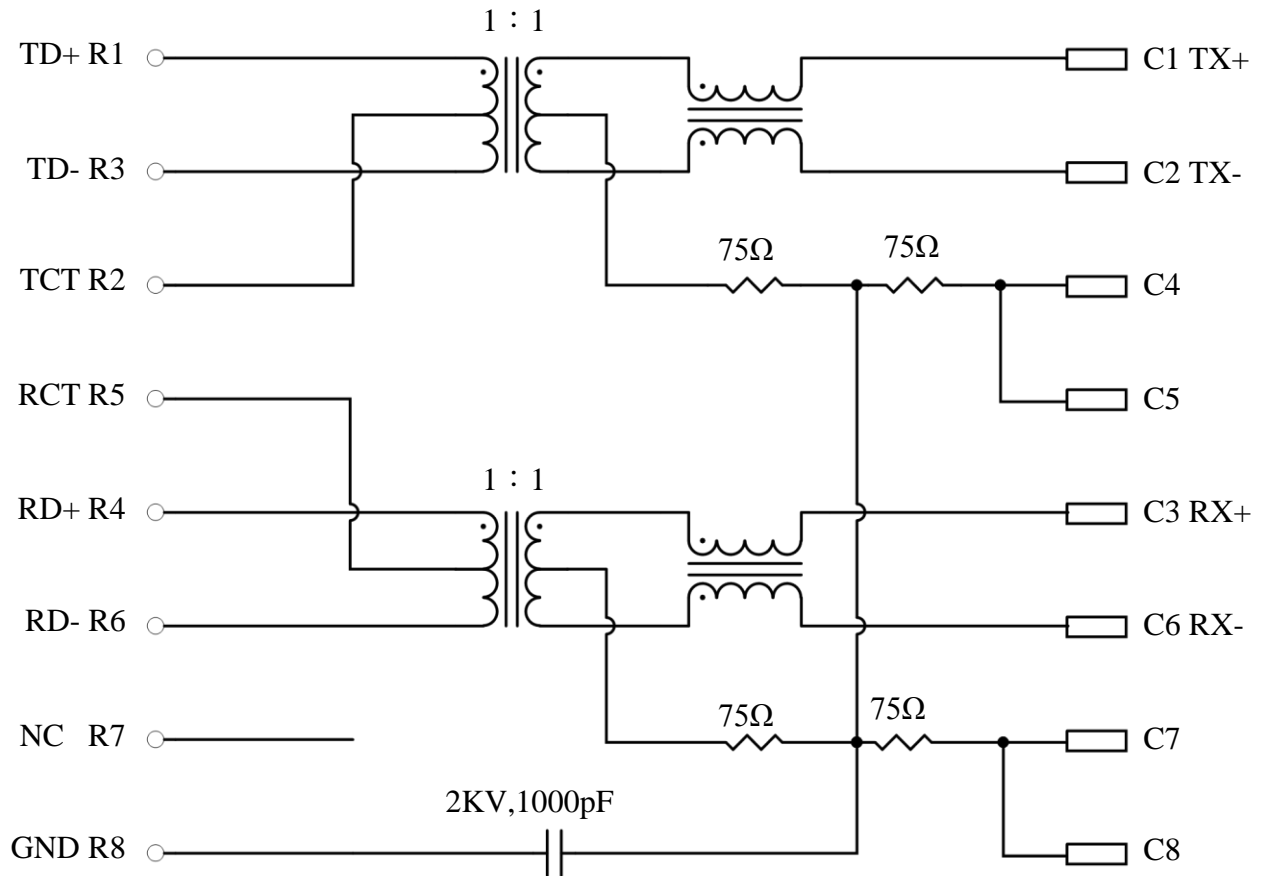 1 : 1
TD+ R1
C1 TX+
TD- R3
C2 TX-
75Ω
75Ω
TCT R2
C4
RCT R5
C5
1 : 1
RD+ R4
C3 RX+
RD- R6
C6 RX-
75Ω
75Ω
NC R7
C7
2KV,1000pF
GND R8
C8